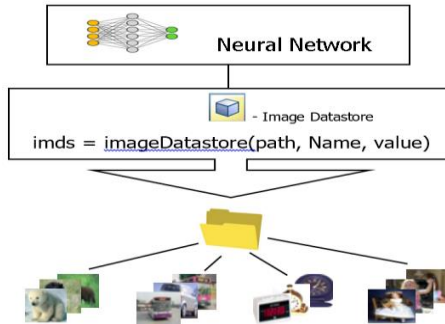 Neural Network
- Image Datastore
imds = imageDatastore(path, Name, value)